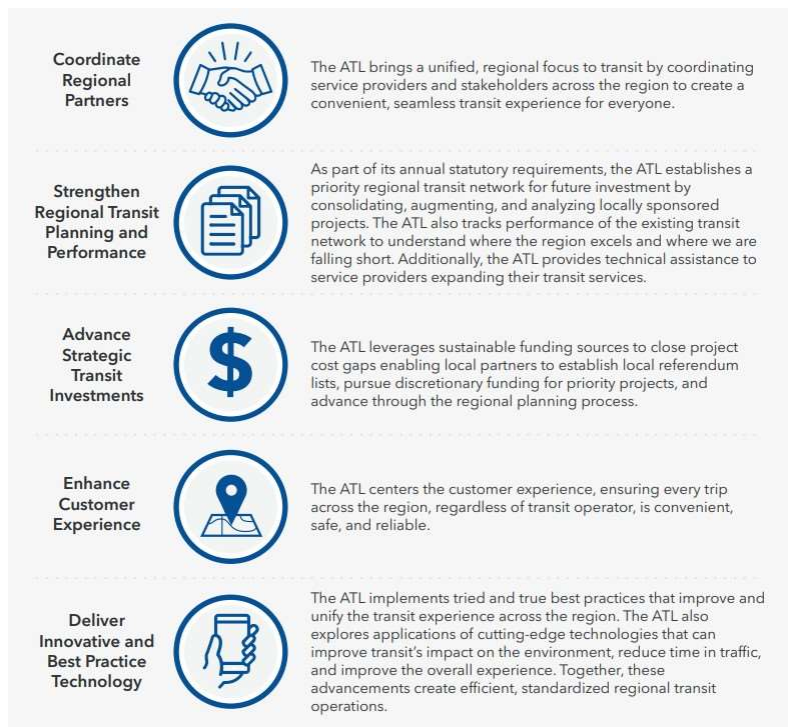 Coordinate
Regional
Partners
The ATL brings a unified, regional focus to transit by coordinating
service providers and stakeholders across the region to create a
convenient, seamless transit experience for everyone.
Strengthen
Regional Transit
Planning and
Performance
As part of its annual statutory requirements, the ATL establishes a
priority regional transit network for future investment by
consolidating, augmenting, and analyzing locally sponsored
projects. The ATL also tracks performance of the existing transit
network to understand where the region excels and where we are
falling short. Additionally, the ATL provides technical assistance to
service providers expanding their transit services.
Advance
Strategic
Transit
Investments
$
The ATL leverages sustainable funding sources to close project
cost gaps enabling local partners to establish local referendum
lists, pursue discretionary funding for priority projects, and
advance through the regional planning process.
Enhance
Customer
Experience
The ATL centers the customer experience, ensuring every trip
across the region, regardless of transit operator, is convenient,
safe, and reliable.
Deliver
Innovative and
Best Practice
Technology
The ATL implements tried and true best practices that improve and
unify the transit experience across the region. The ATL also
explores applications of cutting-edge technologies that can
improve transit's impact on the environment, reduce time in traffic,
and improve the overall experience. Together, these
advancements create efficient, standardized regional transit
operations.